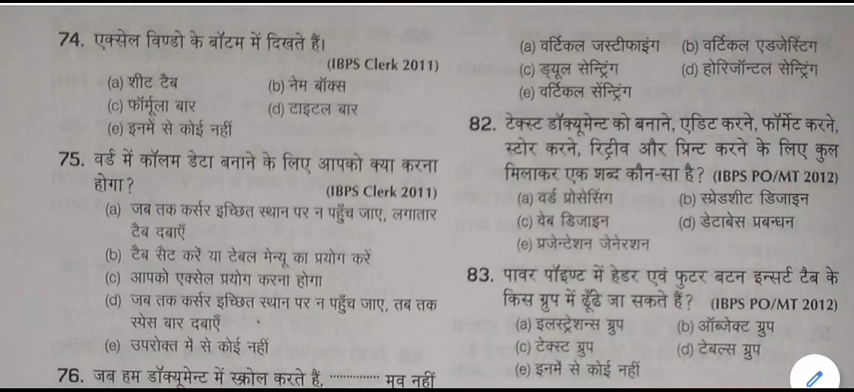 74. एक्सेल विण्डो के बॉटम में दिखते हैं।
(IBPS Clerk 2011)
(a) शीट टैब (b) नेम बॉक्स
(c) फॉर्मूला बार (d) टाइटल बार
(e) इनमें से कोई नहीं
75. वर्ड में कॉलम डेटा बनाने के लिए आपको क्या करना
होगा? (IBPS Clerk 2011)
(a) जब तक कर्सर इच्छित स्थान पर न पहुँच जाए, लगातार
टैब दबाएँ
(b) टैब सैट करें या टेबल मेन्यू का प्रयोग करें
(c) आपको एक्सेल प्रयोग करना होगा
(d) जब तक कर्सर इच्छित स्थान पर न पहुँच जाए, तब तक
स्पेस बार दबाएँ
(e) उपरोक्त में से कोई नहीं
76. जब हम डॉक्यूमेन्ट में स्क्रोल करते हैं, ............... मूव नहीं
(a) वर्टिकल जस्टीफाइंग (b) वर्टिकल एडजेस्टिंग
(c) ड्यूल सेन्ट्रिंग (d) होरिजॉन्टल सेन्ट्रिंग
(e) वर्टिकल सेंन्ट्रिंग
82. टेक्स्ट डॉक्यूमेन्ट को बनाने, एडिट करने, फॉर्मेट करने,
स्टोर करने, रिट्रीव और प्रिन्ट करने के लिए कुल
मिलाकर एक शब्द कौन-सा है? (IBPS PO/MT 2012)
(a) वर्ड प्रोसेसिंग (b) स्प्रेडशीट डिजाइन
(c) वेब डिजाइन (d) डेटाबेस प्रबन्धन
(e) प्रजेन्टेशन जेनेरशन
83. पावर पॉइण्ट में हेडर एवं फुटर बटन इन्सर्ट टैब के
किस ग्रुप में ढूँढे जा सकते हैं? (IBPS PO/MT 2012)
(a) इलस्ट्रेशन्स ग्रुप (b) ऑब्जेक्ट ग्रुप
(c) टेक्स्ट ग्रुप (d) टेबल्स ग्रुप
(e) इनमें से कोई नहीं